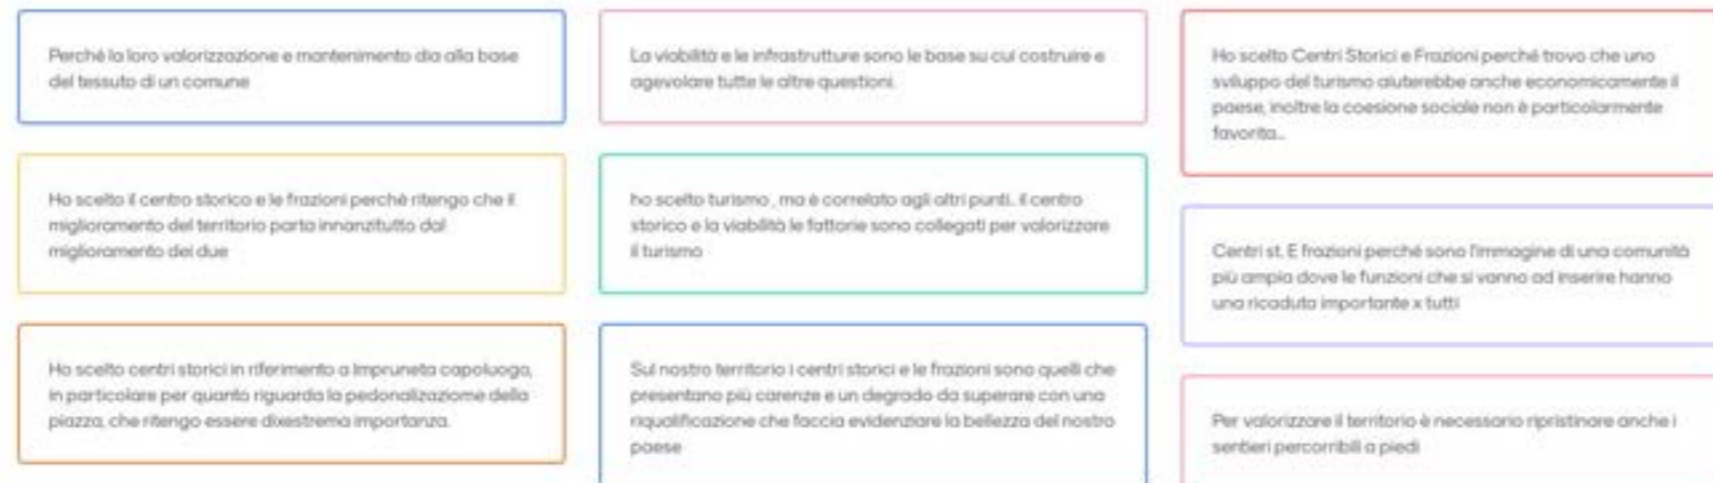 Perché la loro valorizzazione e mantenimento dia alla base
del tessuto di un comune
Ho scelto il centro storico e le frazioni perchè ritengo che il
miglioramento del territorio parta innanzitutto dal
miglioramento dei due
Ho scelto centri storici in riferimento a Impruneta capoluogo,
in particolare per quanto riguarda la pedonalizaziome della
piazza, che ritengo essere dixestrema importanza.
La viabilità e le infrastrutture sono le base su cui costruire e
agevolare tutte le altre questioni.
ho scelto turismo , ma è correlato agli altri punti.. il centro
storico e la viabilità le fattorie sono collegati per valorizzare
il turismo
Sul nostro territorio i centri storici e le frazioni sono quelli che
presentano più carenze e un degrado da superare con una
riqualificazione che faccia evidenziare la bellezza del nostro
paese
Ho scelto Centri Storici e Frazioni perché trovo che uno
sviluppo del turismo aiuterebbe anche economicamente il
paese, inoltre la coesione sociale non è particolarmente
favorita...
Centri st. E frazioni perché sono l'immagine di una comunità
più ampia dove le funzioni che si vanno ad inserire hanno
una ricaduta importante x tutti
Per valorizzare il territorio è necessario ripristinare anche i
sentieri percorribili a piedi